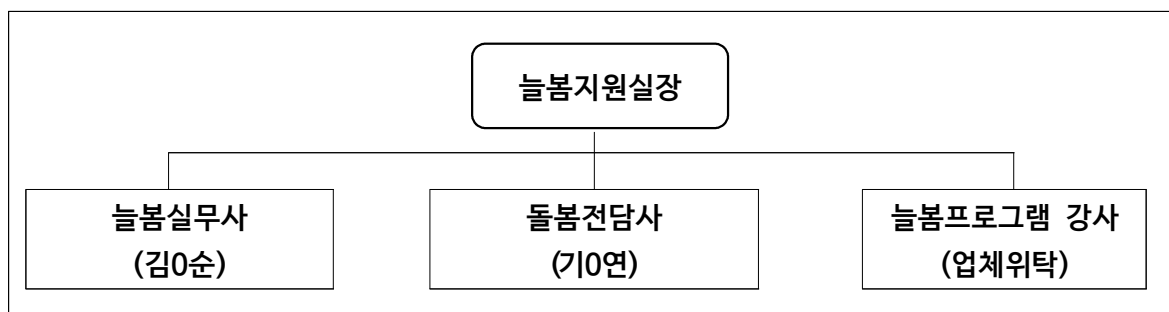 늘봄지원실장
늘봄실무사
(김0순)
돌봄전담사
(기0연)
늘봄프로그램 강사
(업체위탁)